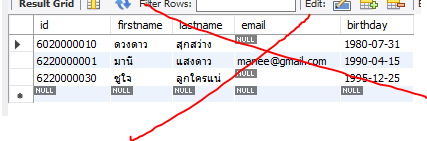 Result Grid Filter Rows: Edit:
id firstname lastname email birthday
6020000010 ดวงดาว สุกสว่าง NULL 1980-07-31
6220000001 มานี แสงดาว manee@gmail.com 1990-04-15
6220000030 ชูใจ ลูกใครแน่ NULL 1995-12-25
NULL NULL NULL NULL NULL